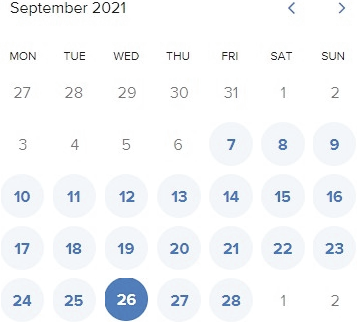 September 2021
MON TUE WED THU FRI SAT SUN
27 28 29 30 31 1 2
3 4 5 6 7 8 9
10 11 12 13 14 15 16
17 18 19 20 21 22 23
24 25 26 27 28 1 2